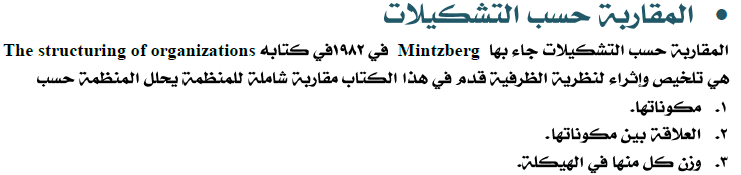 • المقاربة حسب التشكيلات
المقاربة حسب التشكيلات جاء بها Mintzberg في ١٩٨٢في كتابه The structuring of organizations
هي تلخيص وإثراء لنظرية الظرفية قدم في هذا الكتاب مقاربة شاملة للمنظمة يحلل المنظمة حسب
١. مكوناتها.
٢. العلاقة بين مكوناتها.
٣. وزن كل منها في الهيكلة.